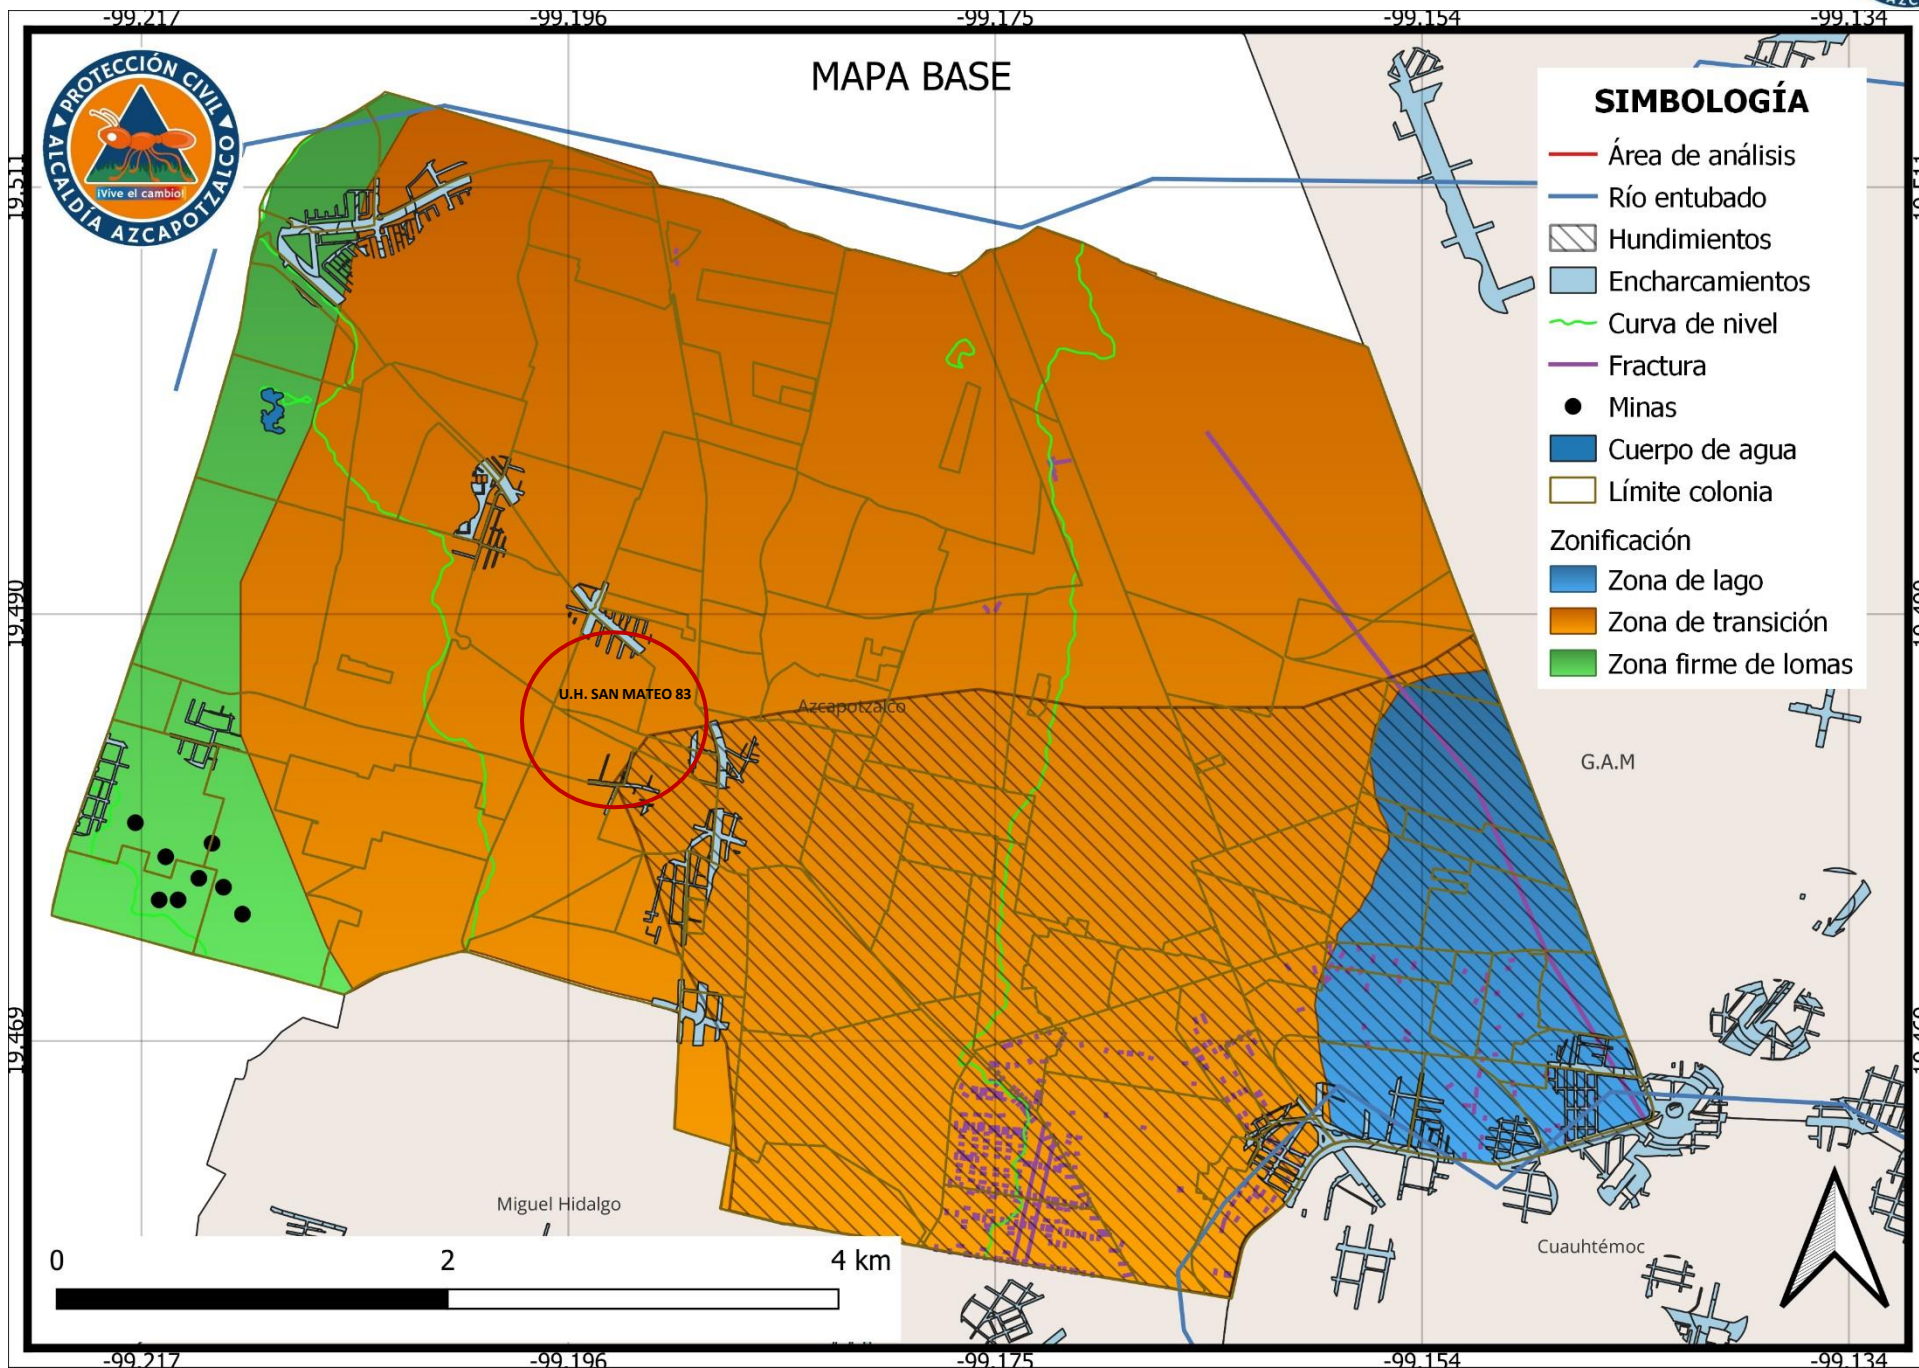 -99.217
-99.196
-99.175
-99.154
-99.134
MAPA BASE
PROTECCIÓN CIVIL
¡Vive el cambio!
ALCALDÍA AZCAPOTZALCO
SIMBOLOGÍA
Área de análisis
Río entubado
Hundimientos
Encharcamientos
Curva de nivel
Fractura
Minas
Cuerpo de agua
Límite colonia
Zonificación
Zona de lago
Zona de transición
Zona firme de lomas
19.511
19.490
19.469
U.H. SAN MATEO 83
Azcapotzalco
G.A.M
Miguel Hidalgo
Cuauhtémoc
0
2
4 km
-99.217
-99.196
-99.175
-99.154
-99.134